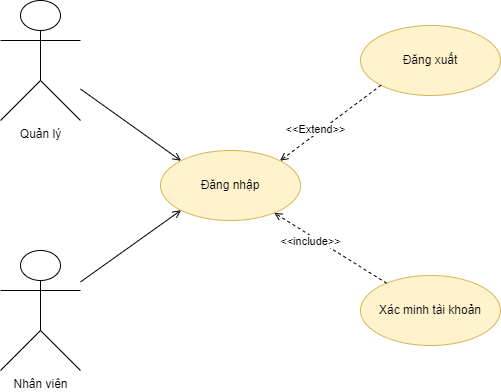 Đăng xuất
<<Extend>>
Quản lý
Đăng nhập
<<include>>
Xác minh tài khoản
Nhân viên